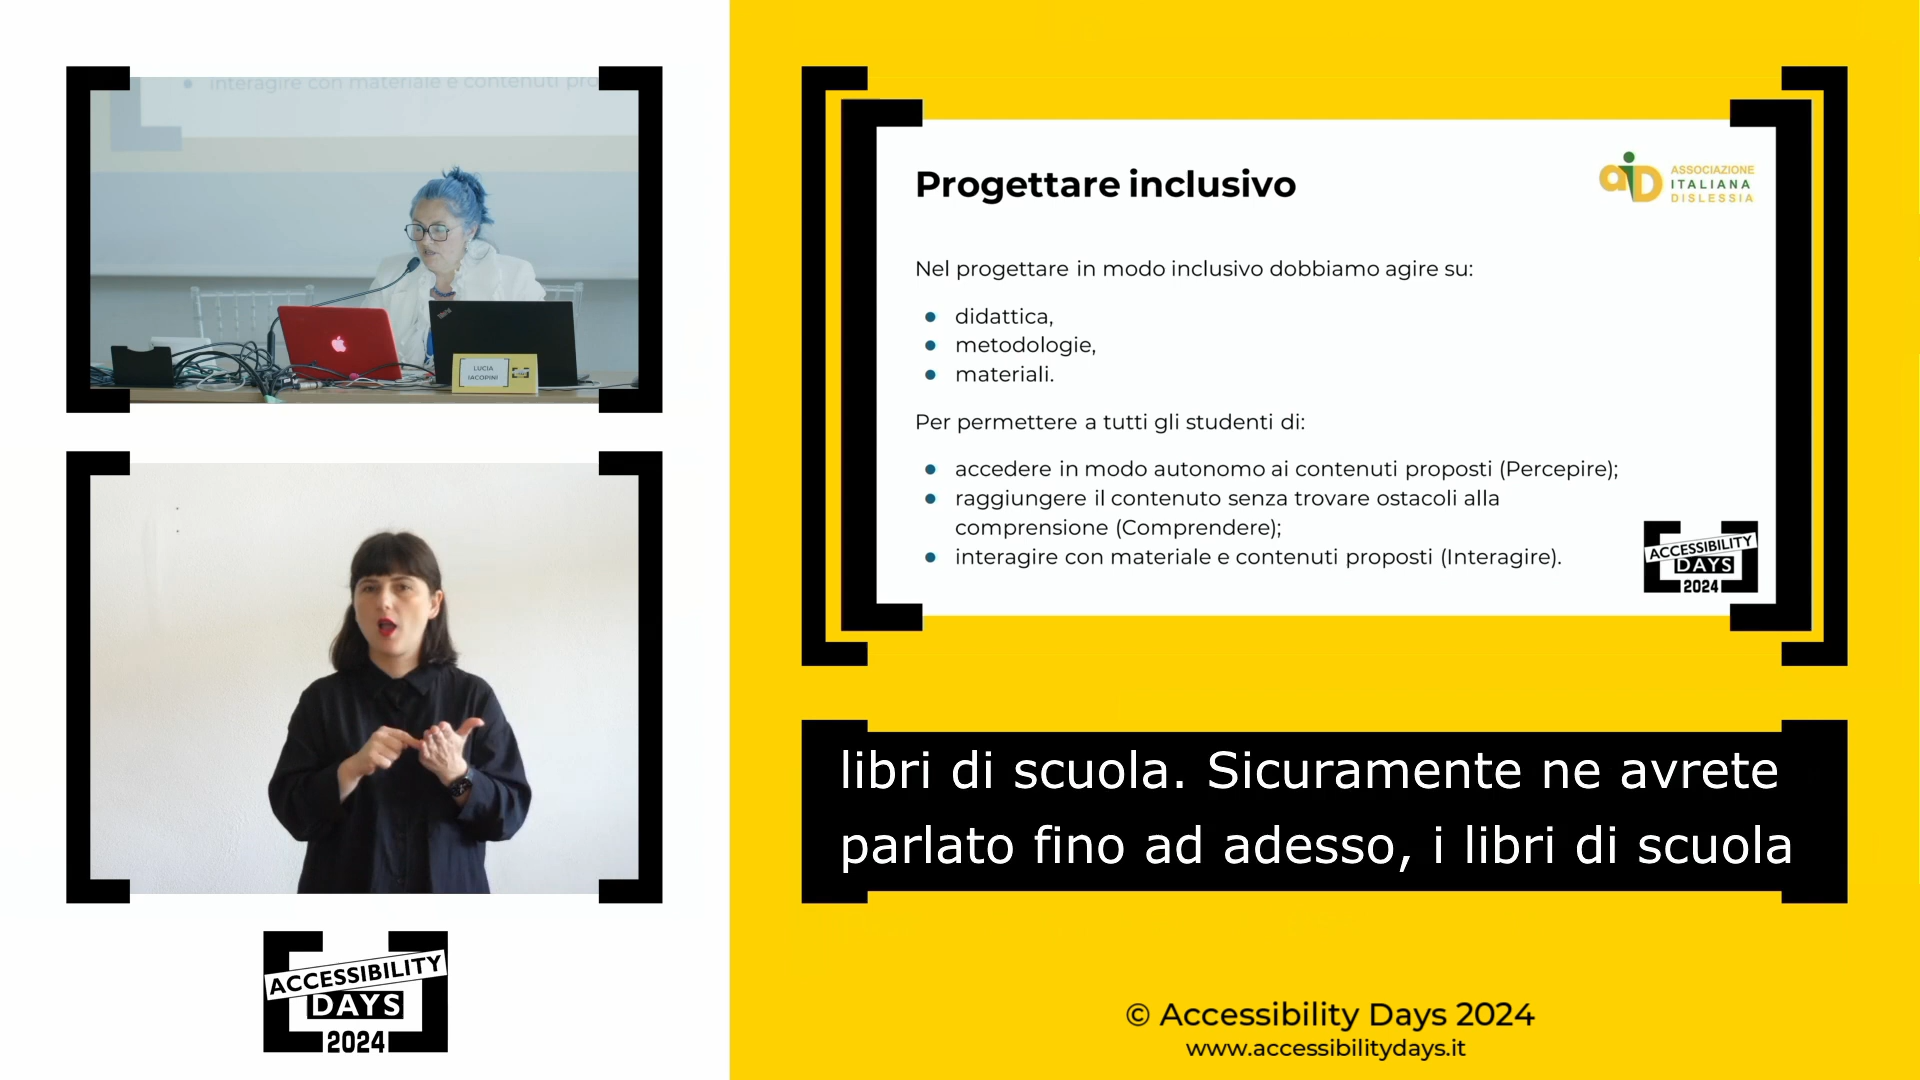 interagire con materiale e contenuti pro
LUCIA
IACOPINI
ACCESSIBILITY
DAYS
2024
Progettare inclusivo
aiD ASSOCIAZIONE
ITALIANA
DISLESSIA
Nel progettare in modo inclusivo dobbiamo agire su:
didattica,
metodologie,
materiali.
Per permettere a tutti gli studenti di:
accedere in modo autonomo ai contenuti proposti (Percepire);
raggiungere il contenuto senza trovare ostacoli alla
comprensione (Comprendere);
interagire con materiale e contenuti proposti (Interagire).
ACCESSIBILITY
DAYS
2024
libri di scuola. Sicuramente ne avrete
parlato fino ad adesso, i libri di scuola
© Accessibility Days 2024
www.accessibilitydays.it